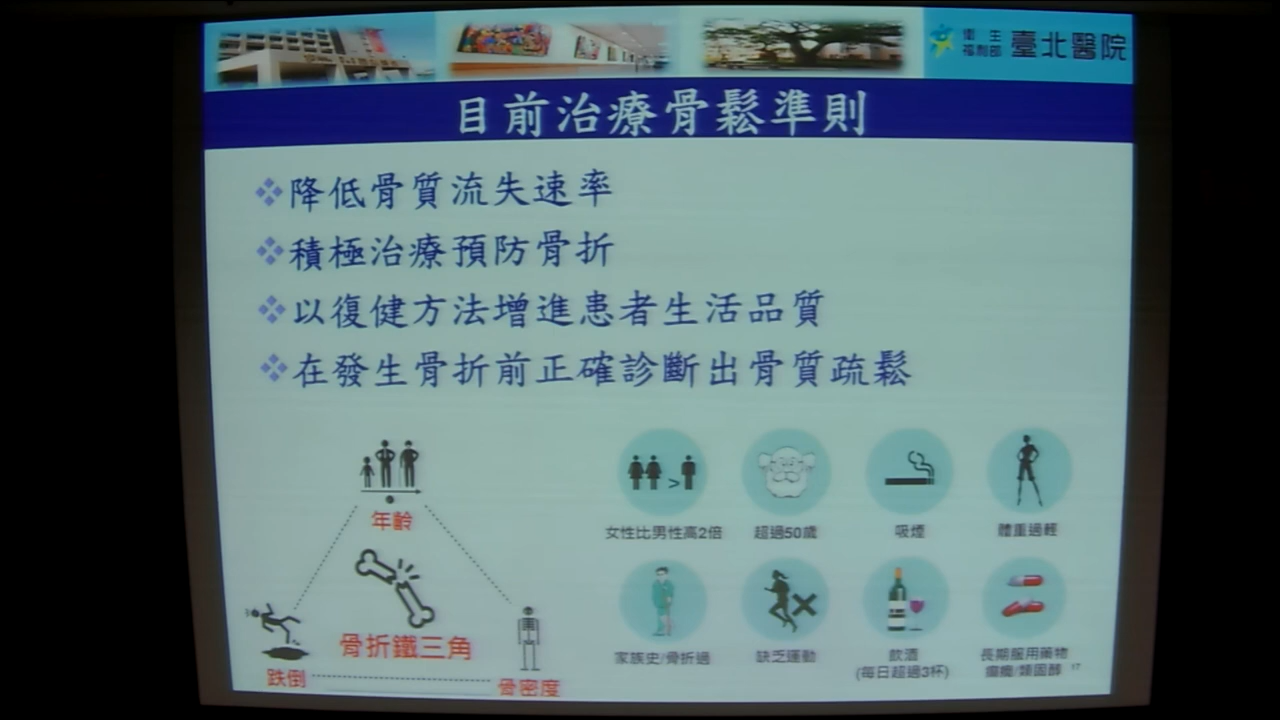 衛生
福利部 臺北醫院
目前治療骨鬆準則
降低骨質流失速率
積極治療預防骨折
以復健方法增進患者生活品質
在發生骨折前正確診斷出骨質疏鬆
年齡
骨折鐵三角
跌倒
骨密度
>
女性比男性高2倍
超過50歲
吸煙
體重過輕
家族史/骨折過
缺乏運動
飲酒
(每日超過3杯)
長期服用藥物
癲癇/類固醇
17